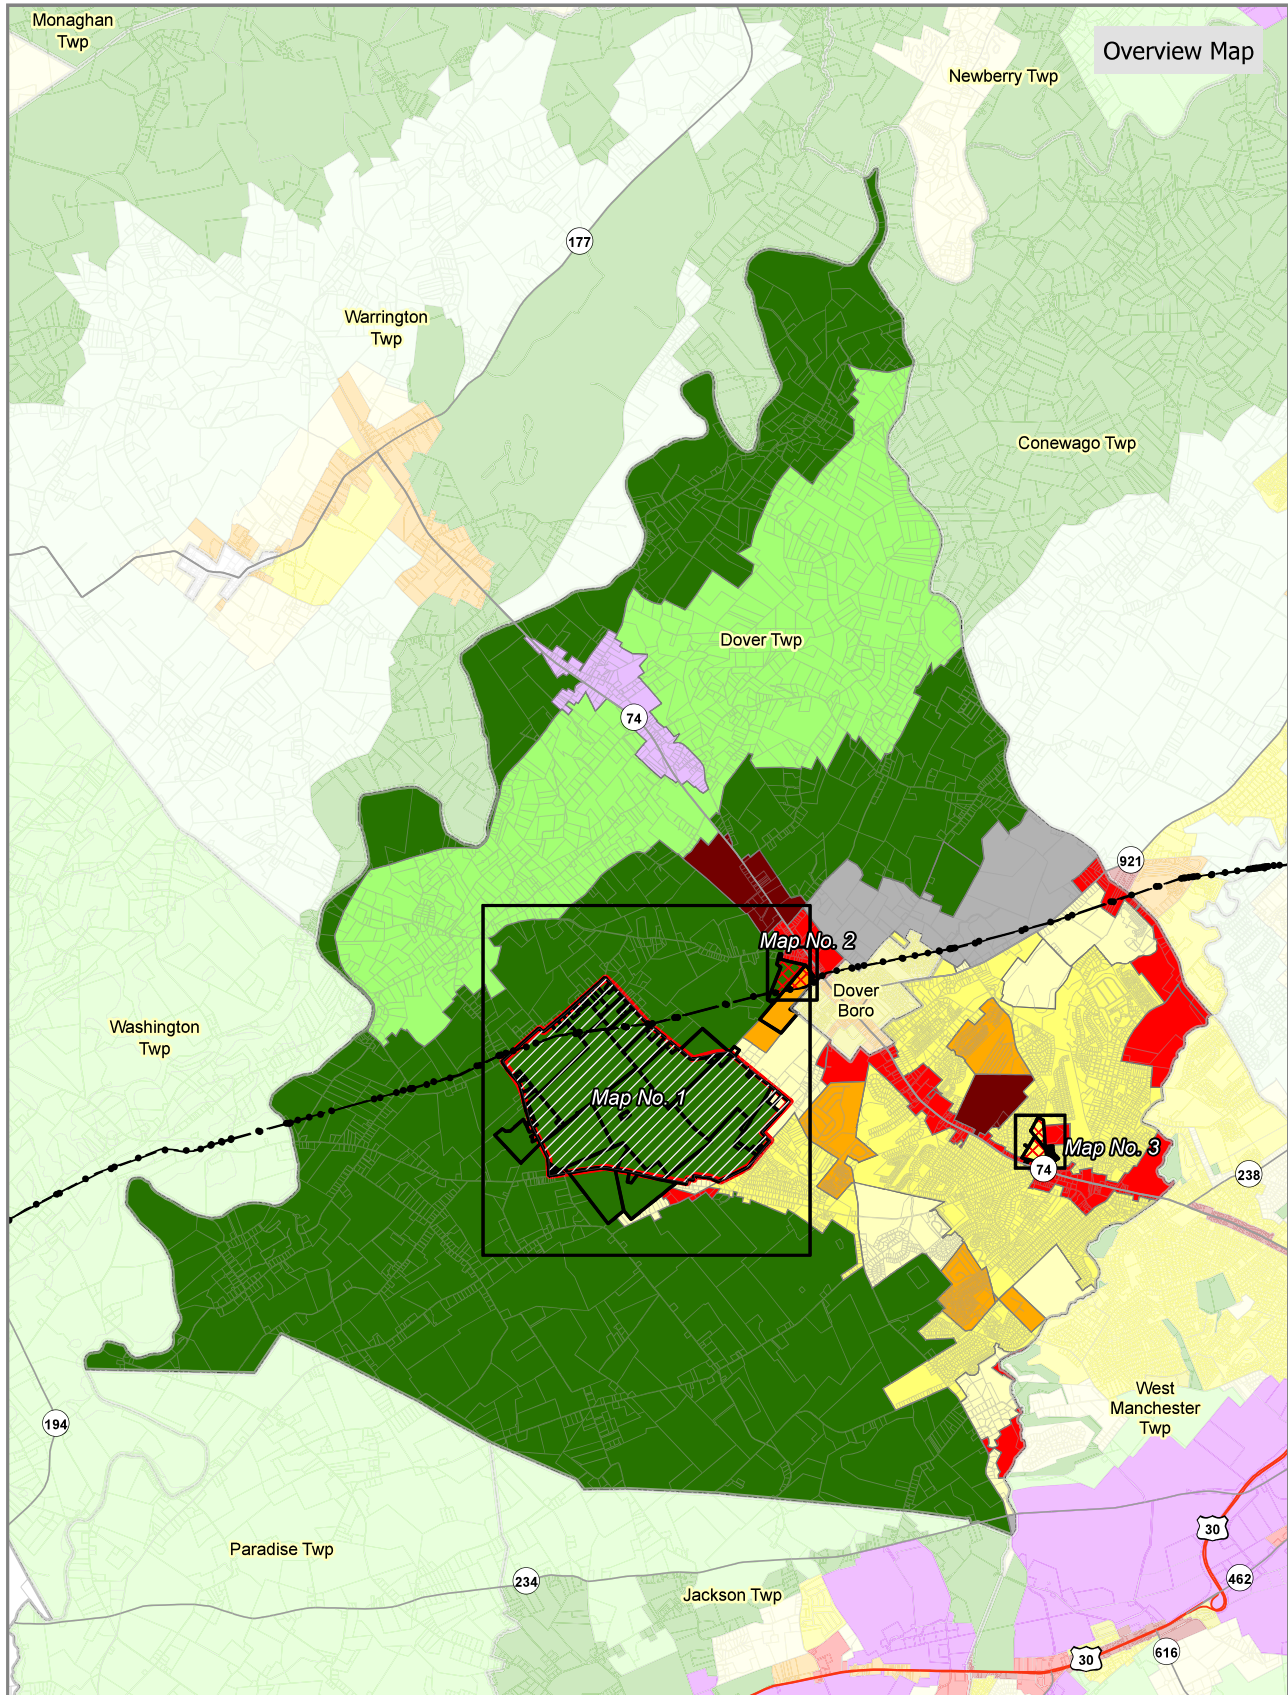 Monaghan
Twp
Overview Map
Newberry Twp
177
Warrington
Twp
Conewago Twp
Dover Twp
74
921
Map No. 2
Dover
Boro
Washington
Twp
Map No. 1
Map No. 3
74
238
West
Manchester
Twp
194
30
Paradise Twp
234
462
Jackson Twp
30
616